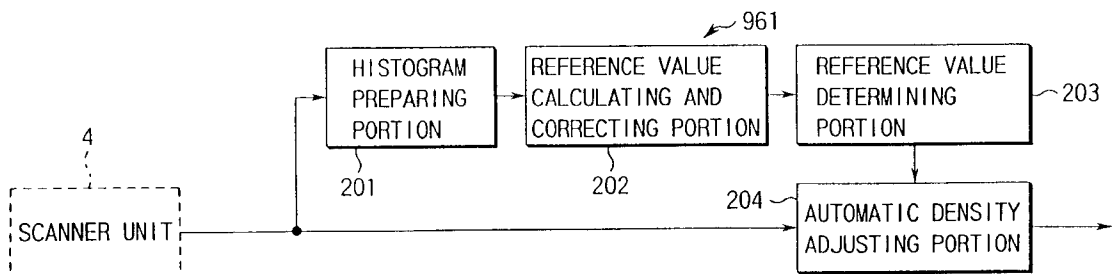 961
HISTOGRAM
PREPARING
PORTION
REFERENCE VALUE
CALCULATING AND
CORRECTING PORTION
REFERENCE VALUE
DETERMINING
PORTION
203
4
201
202
204
SCANNER UNIT
AUTOMATIC DENSITY
ADJUSTING PORTION